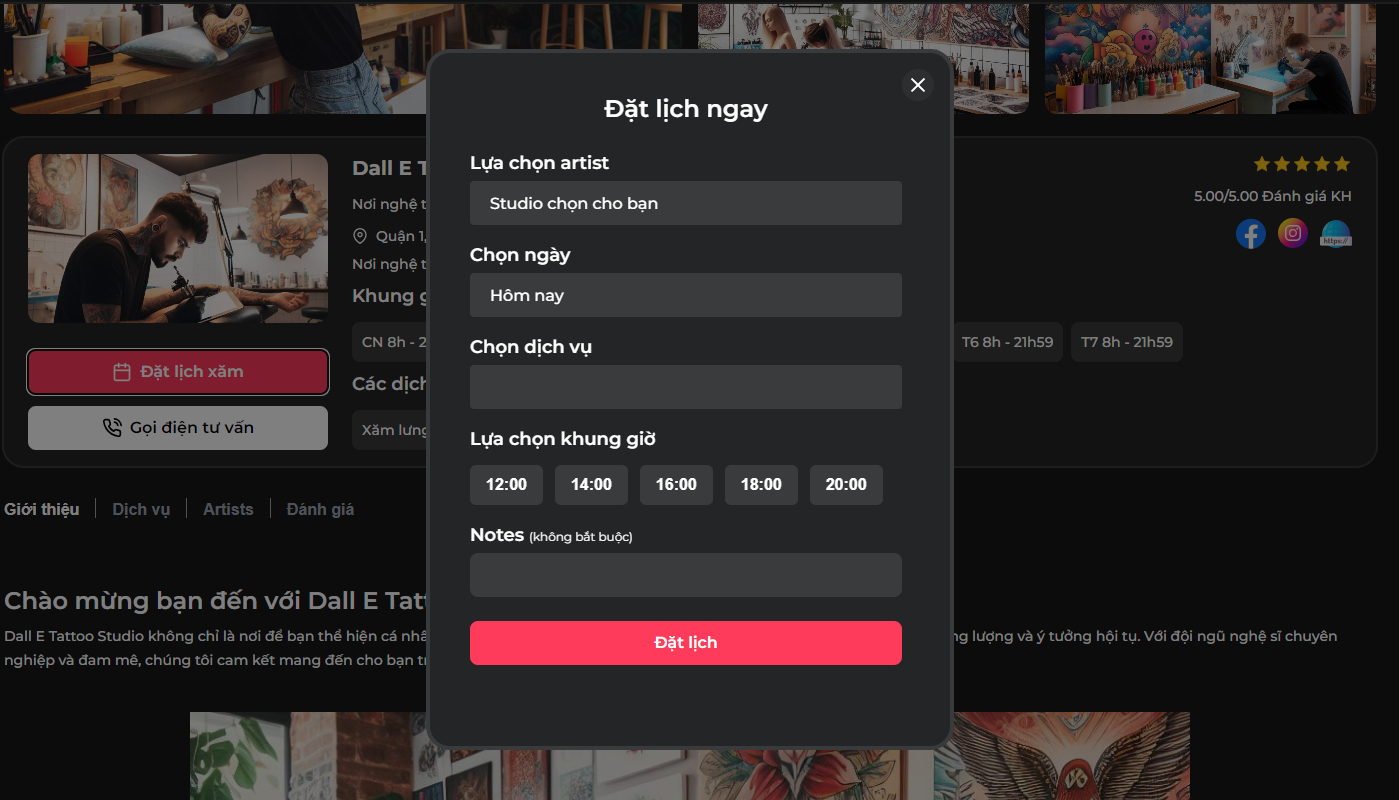 Đặt lịch ngay
Lựa chọn artist
Studio chọn cho bạn
Chọn ngày
Hôm nay
Chọn dịch vụ
Lựa chọn khung giờ
12:00 14:00 16:00 18:00 20:00
Notes (không bắt buộc)
Đặt lịch
Dall E
Nơi nghệ
Quận 1,
Nơi nghệ
Khung
CN 8h -
T6 8h - 21h59 T7 8h - 21h59
Các
Xăm lưng
5.00/5.00 Đánh giá KH
https://
Đặt lịch xăm
Gọi điện tư vấn
Giới thiệu Dịch vụ Artists Đánh giá
Chào mừng bạn đến với Dall E
Dall E Tattoo Studio không chỉ là nơi để bạn thể hiện cá lượng và ý tưởng hội tụ. Với đội ngũ nghệ sĩ chuyên
nghiệp và đam mê, chúng tôi cam kết mang đến cho bạn